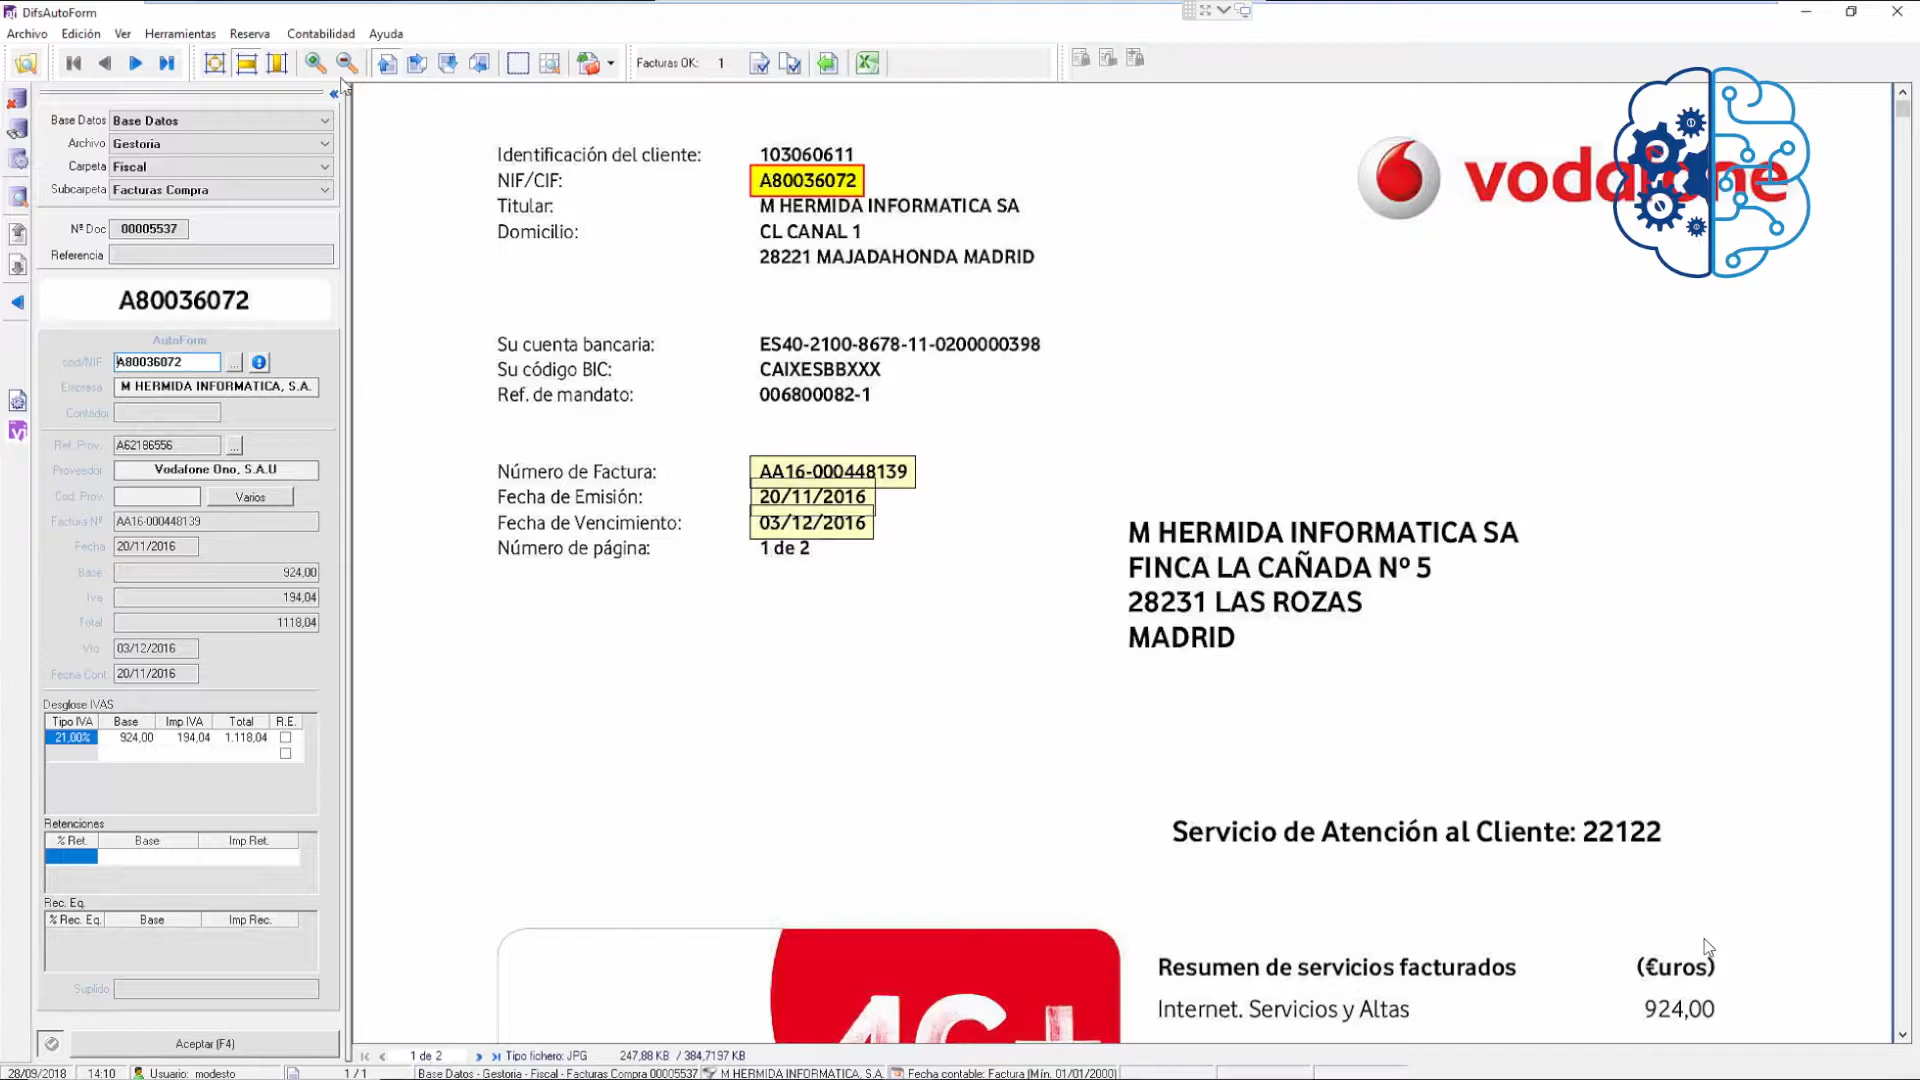 DifsAutoForm
Archivo Edición Ver Herramientas Reserva Contabilidad Ayuda
Facturas OK: 1
Base Datos Base Datos
Archivo Gestoria
Carpeta Fiscal
Subcarpeta Facturas Compra
Nº Doc 00005537
Referencia
A80036072
AutoForm
cod/NIF A80036072 ...
Empresa M HERMIDA INFORMATICA, S.A.
Contador
Ref. Prov. A62186556 ...
Proveedor Vodafone Ono, S.A.U
Cod. Prov. Varios
Factura Nº AA16-000448139
Fecha 20/11/2016
Base 924,00
Iva 194,04
Total 1118,04
Vto 03/12/2016
Fecha Cont. 20/11/2016
Desglose IVAS
Tipo IVA Base Imp IVA Total R.E.
21,00% 924,00 194,04 1.118,04
Retenciones
% Ret. Base Imp Ret.
Rec. Eq.
% Rec. Eq. Base Imp Rec.
Suplido
Aceptar (F4)
Identificación del cliente: 103060611
NIF/CIF: A80036072
Titular: M HERMIDA INFORMATICA SA
Domicilio: CL CANAL 1
28221 MAJADAHONDA MADRID
vodafone
Su cuenta bancaria: ES40-2100-8678-11-0200000398
Su código BIC: CAIXESBBXXX
Ref. de mandato: 006800082-1
Número de Factura: AA16-000448139
Fecha de Emisión: 20/11/2016
Fecha de Vencimiento: 03/12/2016
Número de página: 1 de 2
M HERMIDA INFORMATICA SA
FINCA LA CAÑADA Nº 5
28231 LAS ROZAS
MADRID
Servicio de Atención al Cliente: 22122
4G+
Resumen de servicios facturados (€uros)
Internet. Servicios y Altas 924,00
1 de 2 Tipo fichero: JPG 247,88 KB / 384,7197 KB
28/09/2018 14:10 Usuario: modesto 1 / 1 Base Datos - Gestoria - Fiscal - Facturas Compra 00005537 M HERMIDA INFORMATICA, S.A. Fecha contable: Factura (Mín. 01/01/2000)